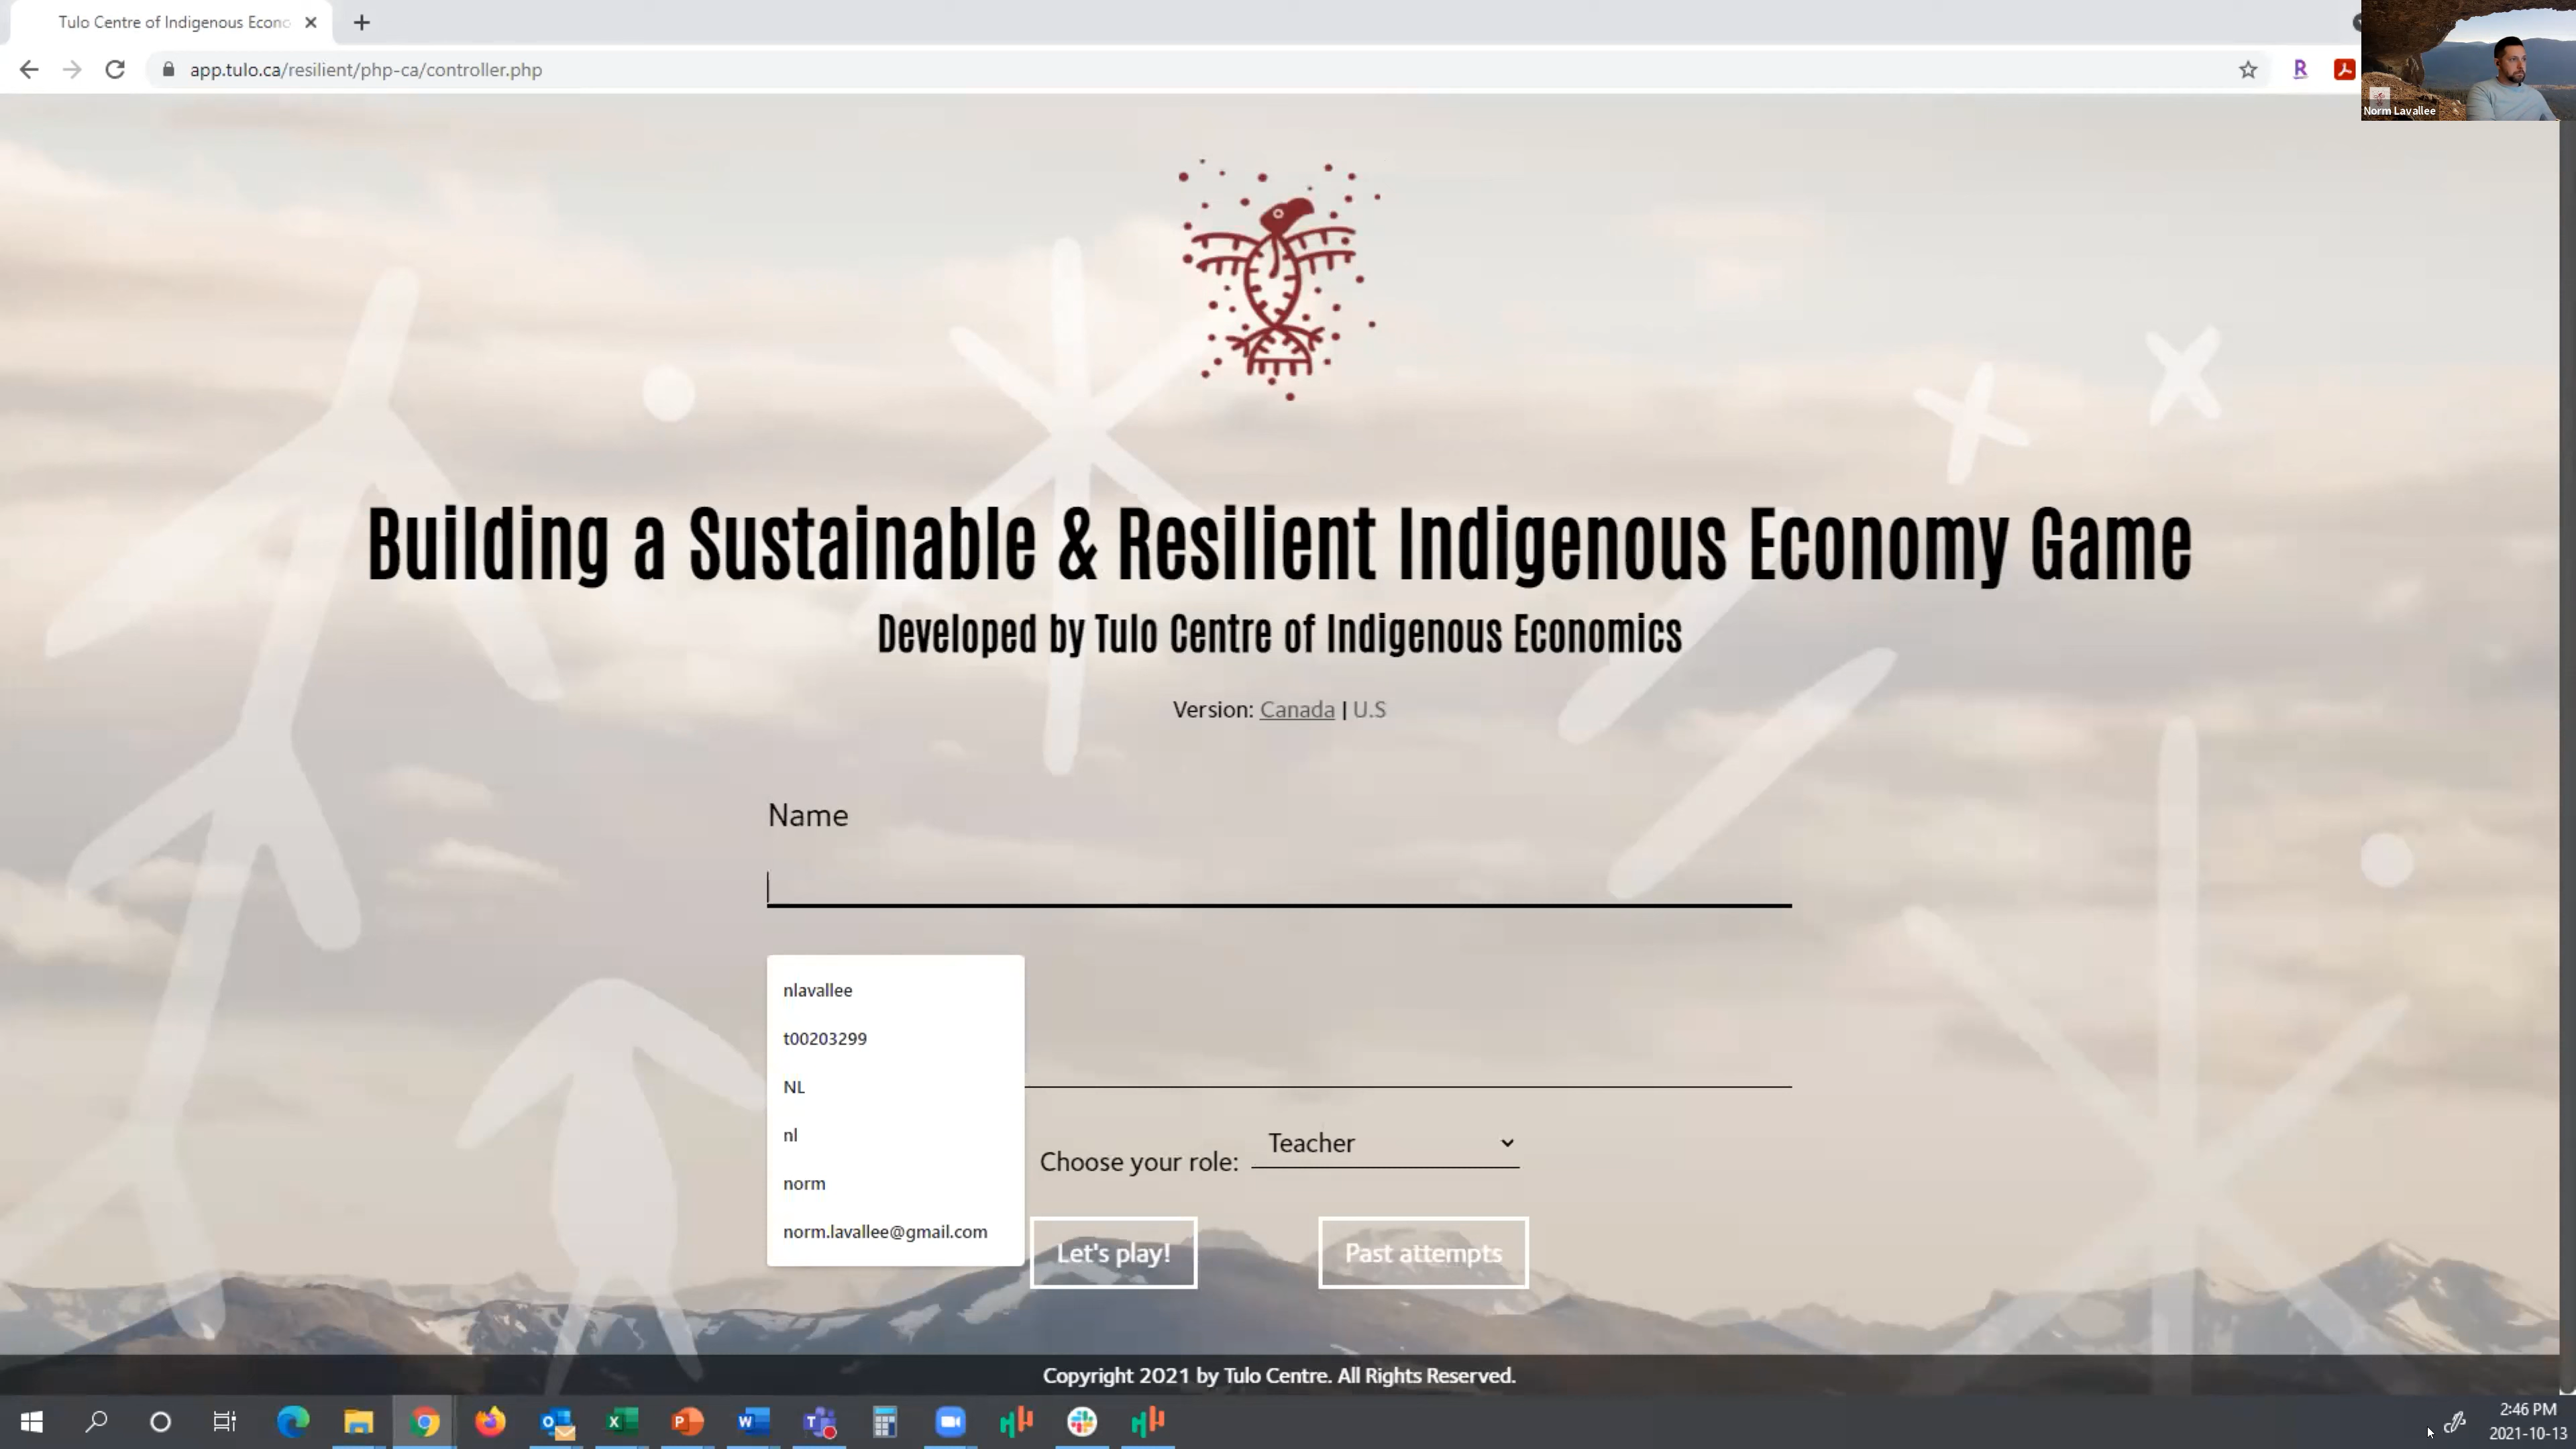 Tulo Centre of Indigenous Econo
app.tulo.ca/resilient/php-ca/controller.php
Norm Lavallee
Building a Sustainable & Resilient Indigenous Economy Game
Developed by Tulo Centre of Indigenous Economics
Version: Canada | U.S
Name
nlavallee
t00203299
NL
nl
norm
norm.lavallee@gmail.com
Choose your role: Teacher
Let's play! Past attempts
Copyright 2021 by Tulo Centre. All Rights Reserved.
2:46 PM
2021-10-13